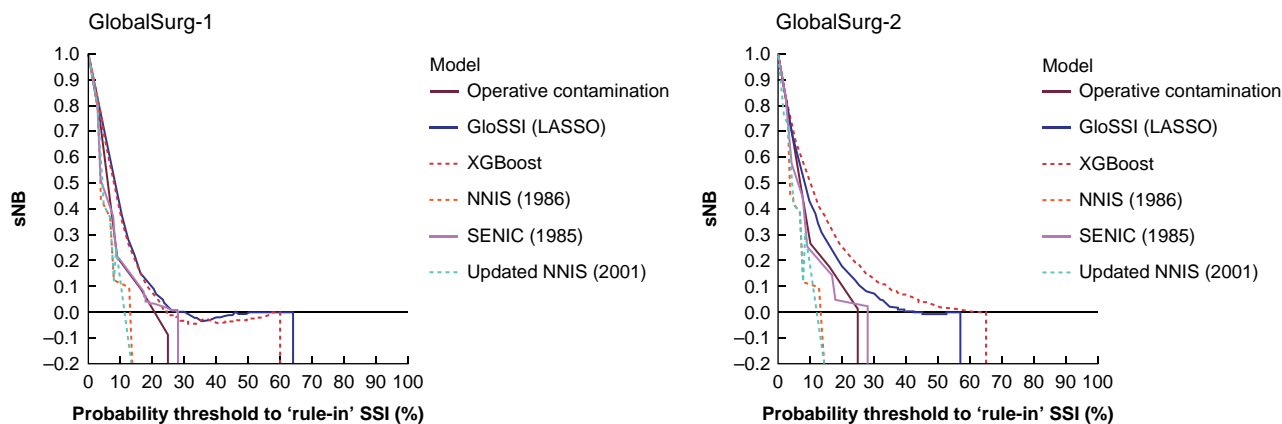 GlobalSurg-1
1.0
0.9
0.8
0.7
0.6
0.5
0.4
0.3
0.2
0.1
0.0
–0.1
–0.2
sNB
0 10 20 30 40 50 60 70 80 90 100
Probability threshold to ‘rule-in’ SSI (%)
Model
Operative contamination
GloSSI (LASSO)
XGBoost
NNIS (1986)
SENIC (1985)
Updated NNIS (2001)
GlobalSurg-2
1.0
0.9
0.8
0.7
0.6
0.5
0.4
0.3
0.2
0.1
0.0
–0.1
–0.2
sNB
0 10 20 30 40 50 60 70 80 90 100
Probability threshold to ‘rule-in’ SSI (%)
Model
Operative contamination
GloSSI (LASSO)
XGBoost
NNIS (1986)
SENIC (1985)
Updated NNIS (2001)